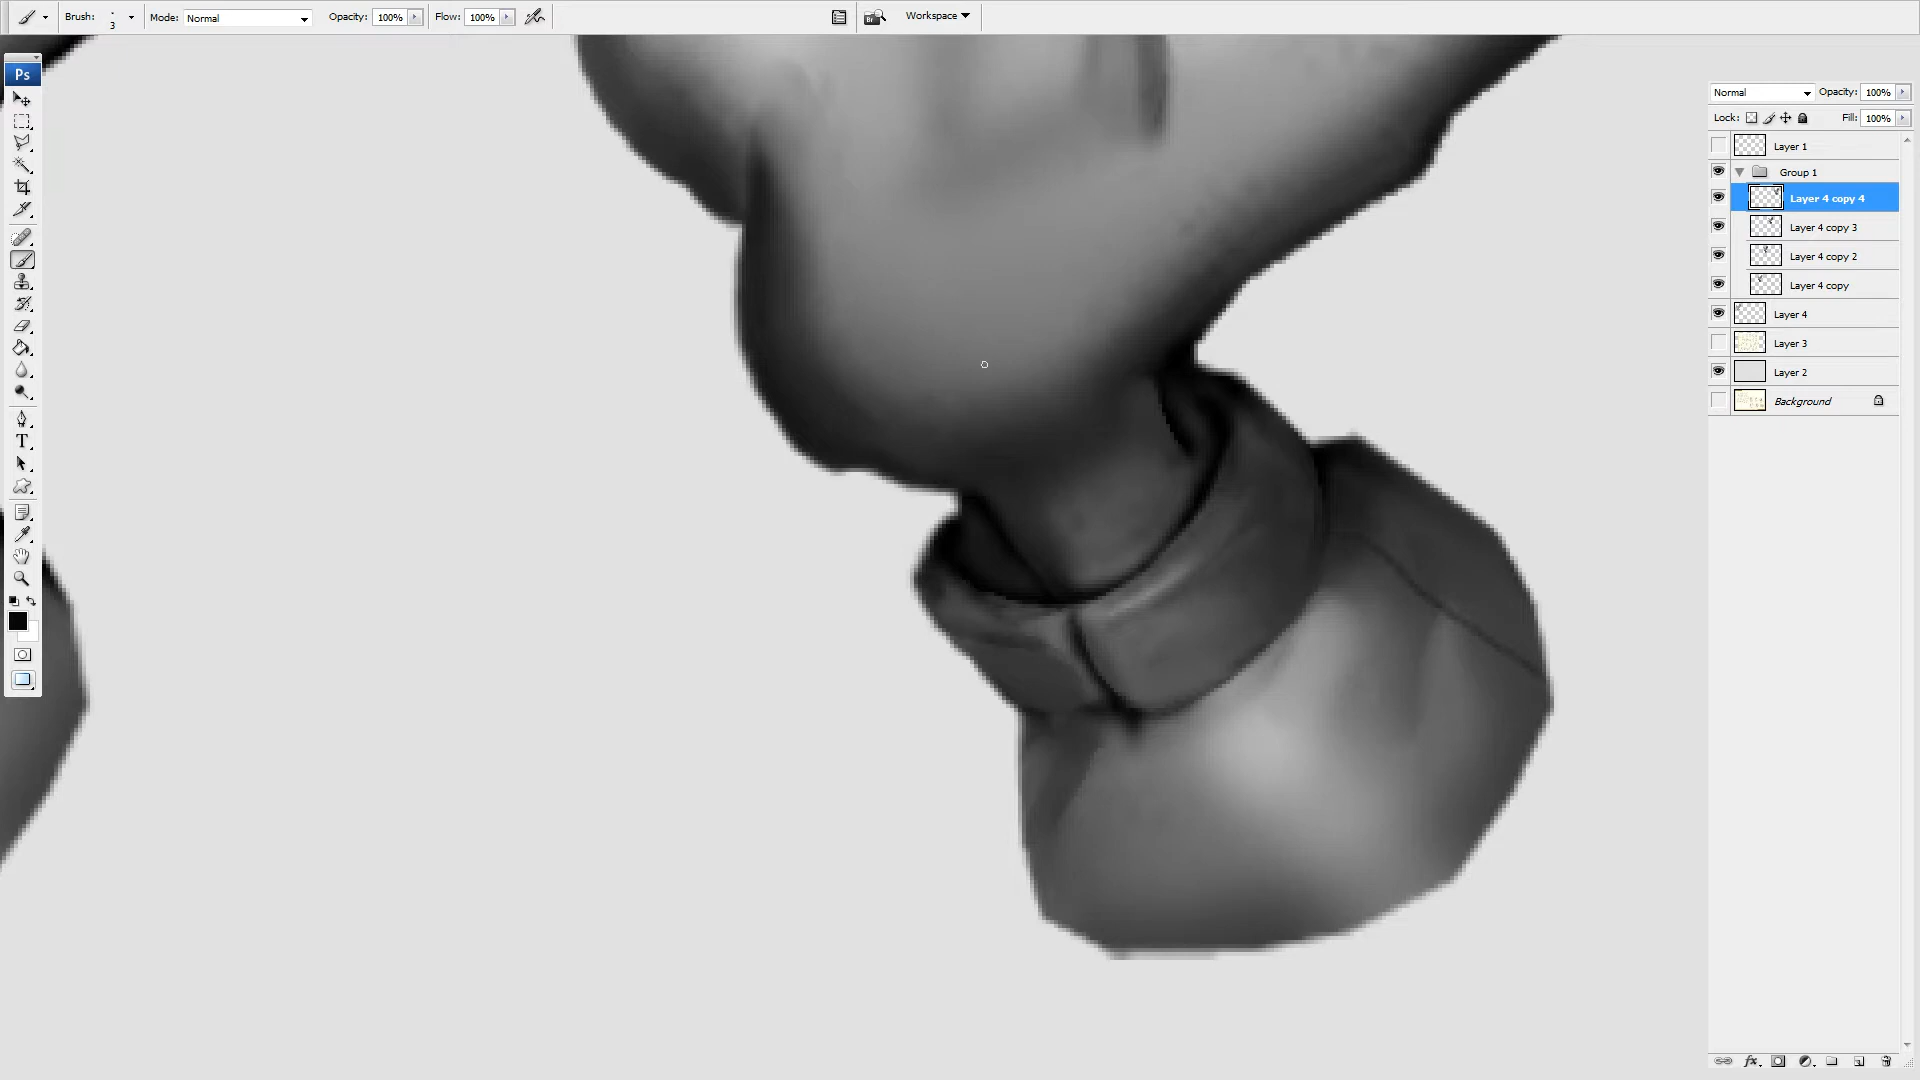 Brush:
3
Mode: Normal
Opacity: 100%
Flow: 100%
Br
Workspace
Ps
T
Normal
Opacity: 100%
Lock:
Fill: 100%
Layer 1
Group 1
Layer 4 copy 4
Layer 4 copy 3
Layer 4 copy 2
Layer 4 copy
Layer 4
Layer 3
Layer 2
Background
fx